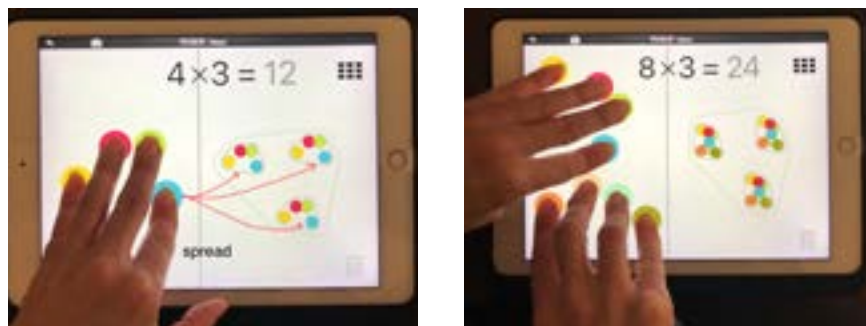 4×3 = 12
spread
8×3 = 24